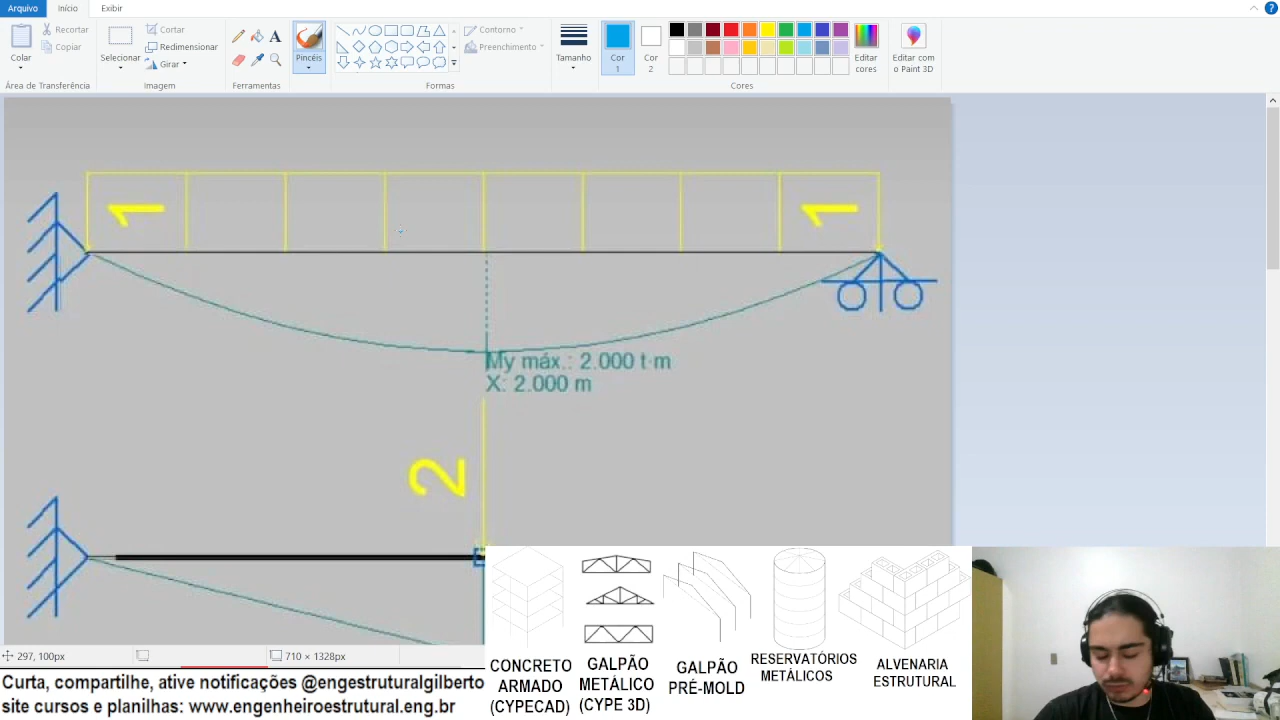 Arquivo Início Exibir
Colar
Recortar
Copiar
Área de Transferência
Selecionar
Cortar
Redimensionar
Girar
Imagem
A
Ferramentas
Pincéis
Contorno
Preenchimento
Formas
Tamanho
Cor
1
Cor
2
Editar
cores
Cores
Editar com
o Paint 3D
?
1 1
My máx.: 2.000 t·m
X: 2.000 m
2
297, 100px
710 × 1328px
Curta, compartilhe, ative notificações @engestruturalgilberto
site cursos e planilhas: www.engenheiroestrutural.eng.br
CONCRETO
ARMADO
(CYPECAD)
GALPÃO
METÁLICO
(CYPE 3D)
GALPÃO
PRÉ-MOLD
RESERVATÓRIOS
METÁLICOS
ALVENARIA
ESTRUTURAL